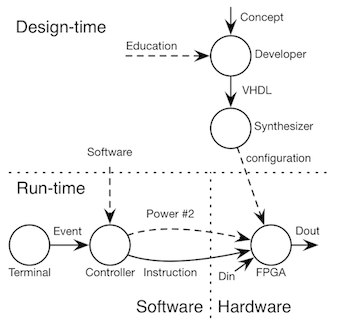 Concept
Design-time
Education
Developer
VHDL
Synthesizer
Software
configuration
Run-time
Power #2
Event
Dout
Terminal
Controller
Instruction
Din
FPGA
Software
Hardware